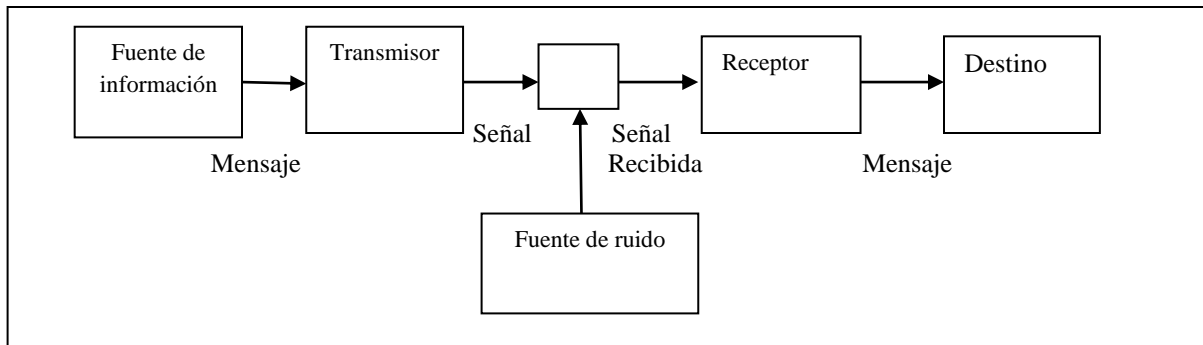 Fuente de
información
Transmisor
Receptor
Destino
Mensaje
Señal
Señal
Recibida
Mensaje
Fuente de ruido